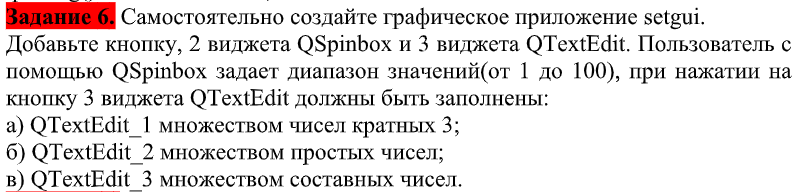 Задание 6. Самостоятельно создайте графическое приложение setgui.
Добавьте кнопку, 2 виджета QSpinbox и 3 виджета QTextEdit. Пользователь с
помощью QSpinbox задает диапазон значений(от 1 до 100), при нажатии на
кнопку 3 виджета QTextEdit должны быть заполнены:
а) QTextEdit_1 множеством чисел кратных 3;
б) QTextEdit_2 множеством простых чисел;
в) QTextEdit_3 множеством составных чисел.